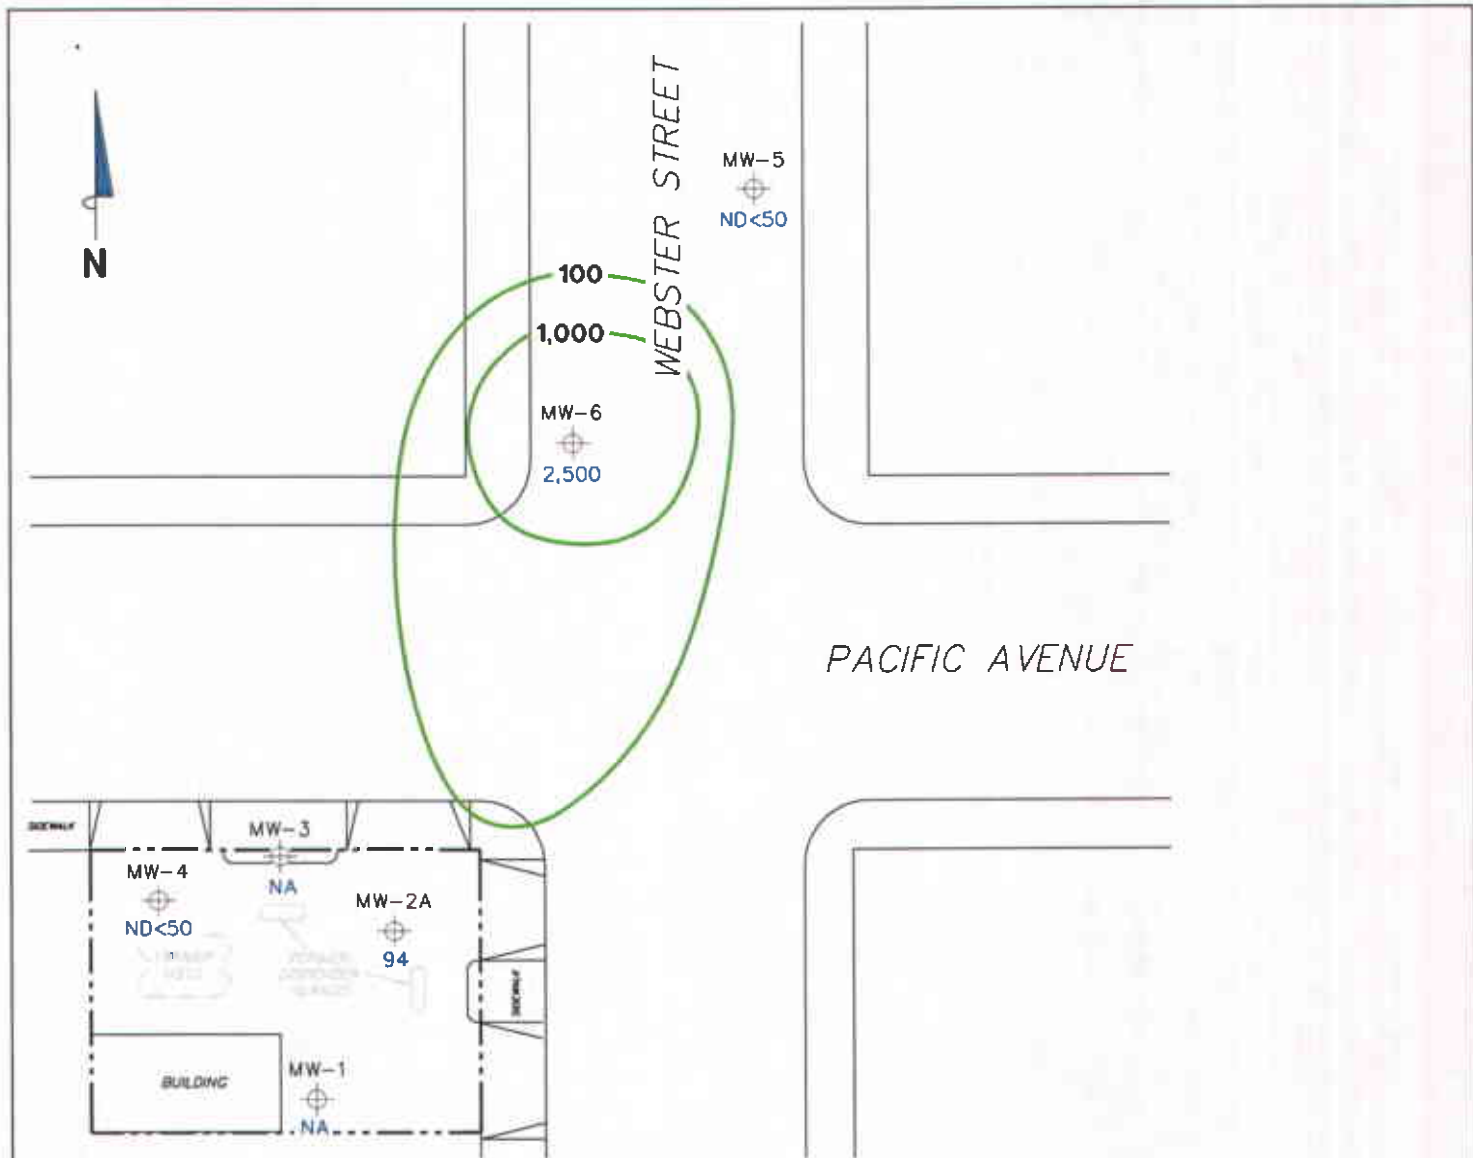 WEBSTER STREET
MW-5
ND<50
N
100
1,000
MW-6
2,500
PACIFIC AVENUE
SIDEWALK
MW-3
NA
MW-4
ND<50
MW-2A
94
SIDEWALK
BUILDING
MW-1
NA